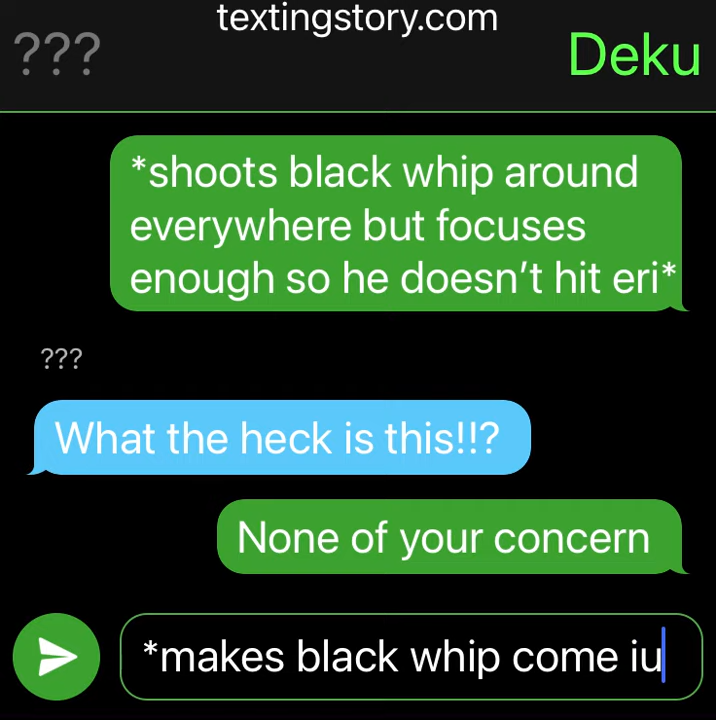 textingstory.com
??? Deku
*shoots black whip around
everywhere but focuses
enough so he doesn’t hit eri*
???
What the heck is this!!?
None of your concern
*makes black whip come iu